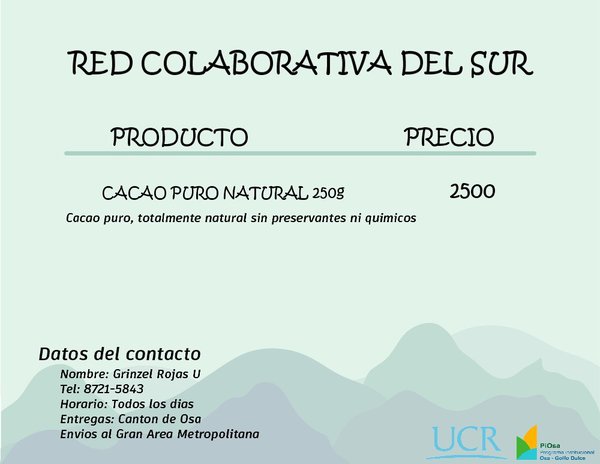 RED COLABORATIVA DEL SUR
PRODUCTO PRECIO
CACAO PURO NATURAL 250g 2500
Cacao puro, totalmente natural sin preservantes ni quimicos
Datos del contacto
Nombre: Grinzel Rojas U
Tel: 8721-5843
Horario: Todos los dias
Entregas: Canton de Osa
Envios al Gran Area Metropolitana
UCR
PiOsa
Programa Institucional
Osa - Golfo Dulce